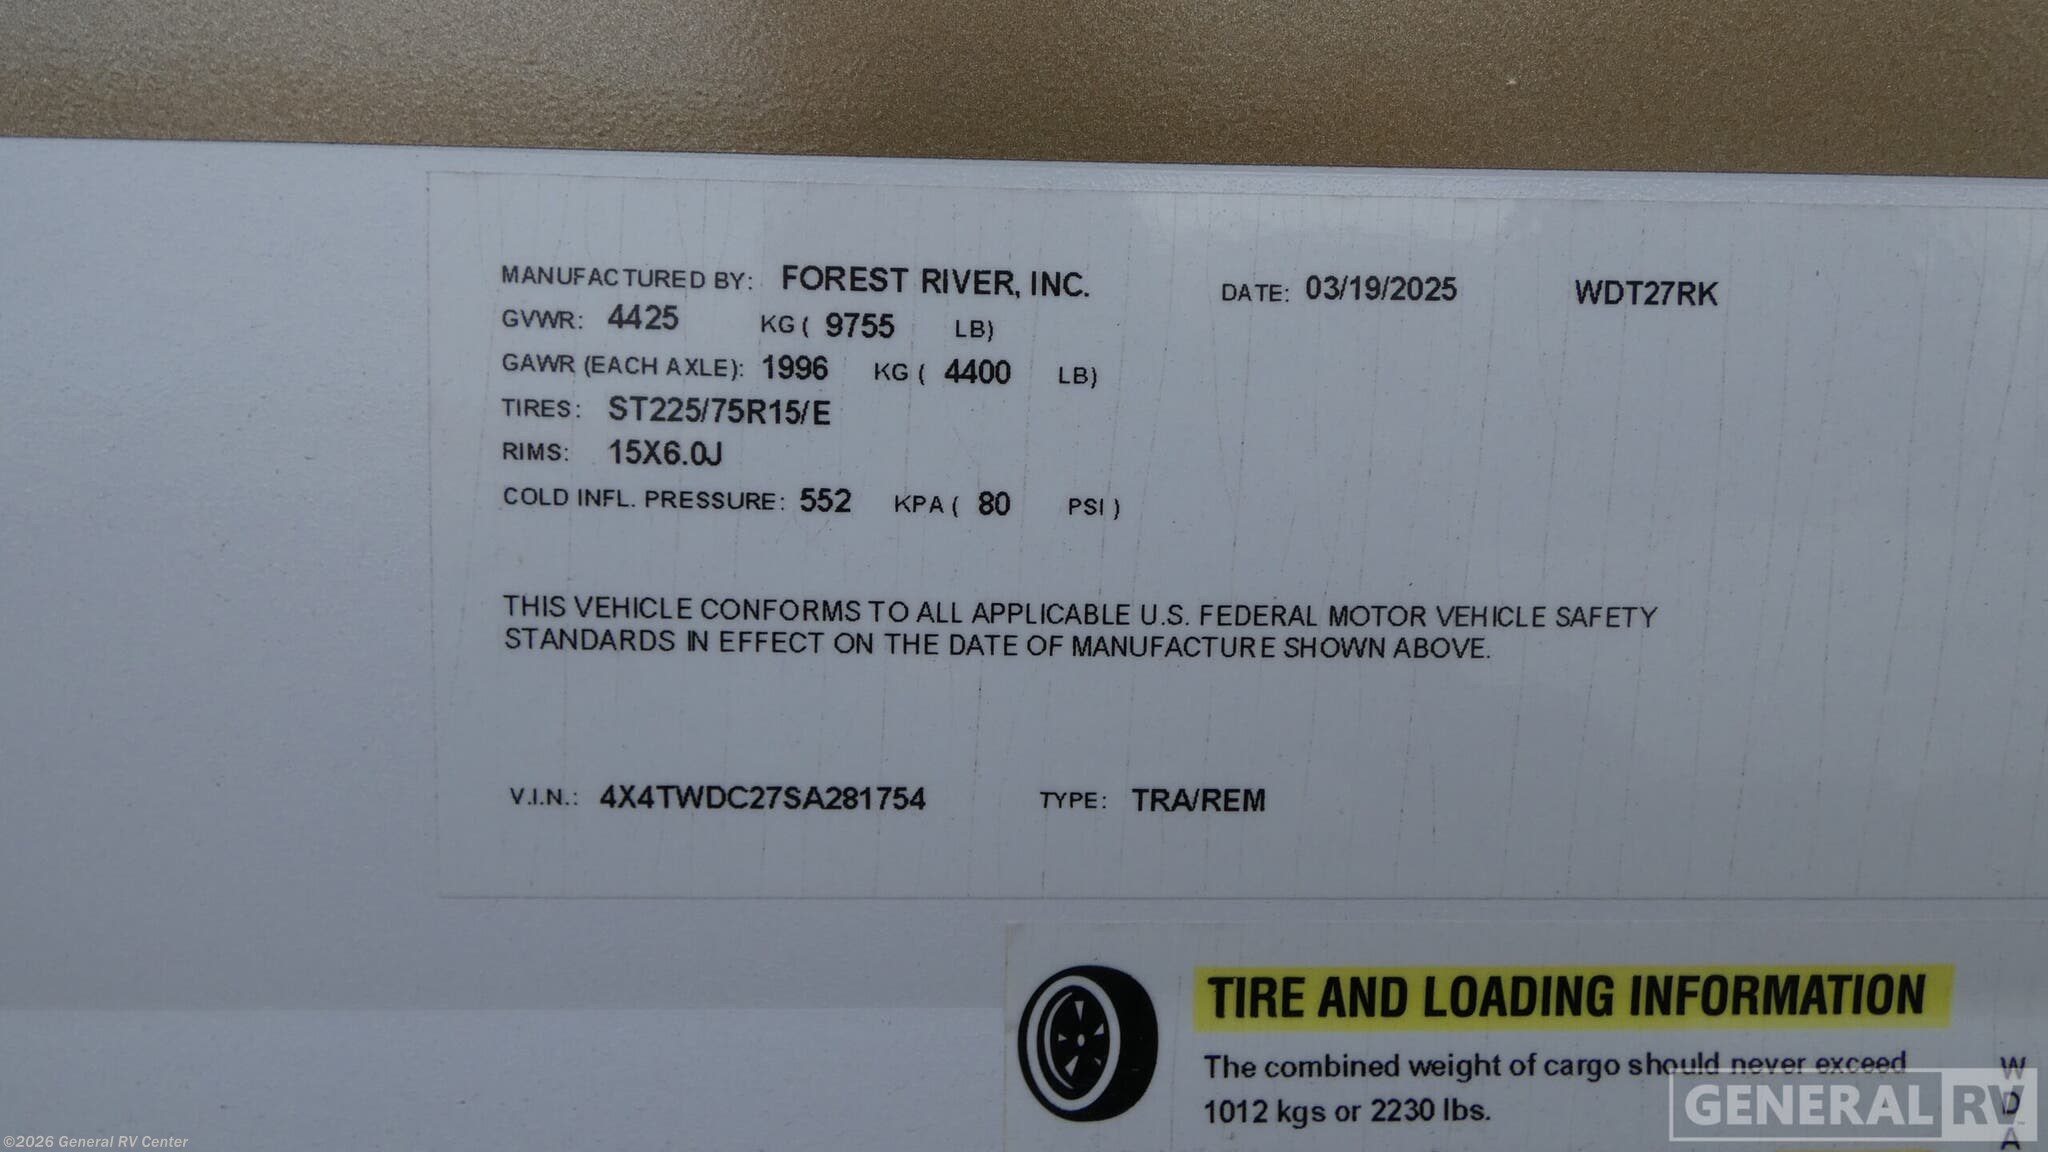 MANUFACTURED BY: FOREST RIVER, INC. DATE: 03/19/2025 WDT27RK
GVWR: 4425 KG ( 9755 LB)
GAWR (EACH AXLE): 1996 KG ( 4400 LB)
TIRES: ST225/75R15/E
RIMS: 15X6.0J
COLD INFL. PRESSURE: 552 KPA ( 80 PSI )
THIS VEHICLE CONFORMS TO ALL APPLICABLE U.S. FEDERAL MOTOR VEHICLE SAFETY
STANDARDS IN EFFECT ON THE DATE OF MANUFACTURE SHOWN ABOVE.
V.I.N.: 4X4TWDC27SA281754 TYPE: TRA/REM
TIRE AND LOADING INFORMATION
The combined weight of cargo should never exceed
1012 kgs or 2230 lbs.
WDA
GENERAL RV
©2026 General RV Center